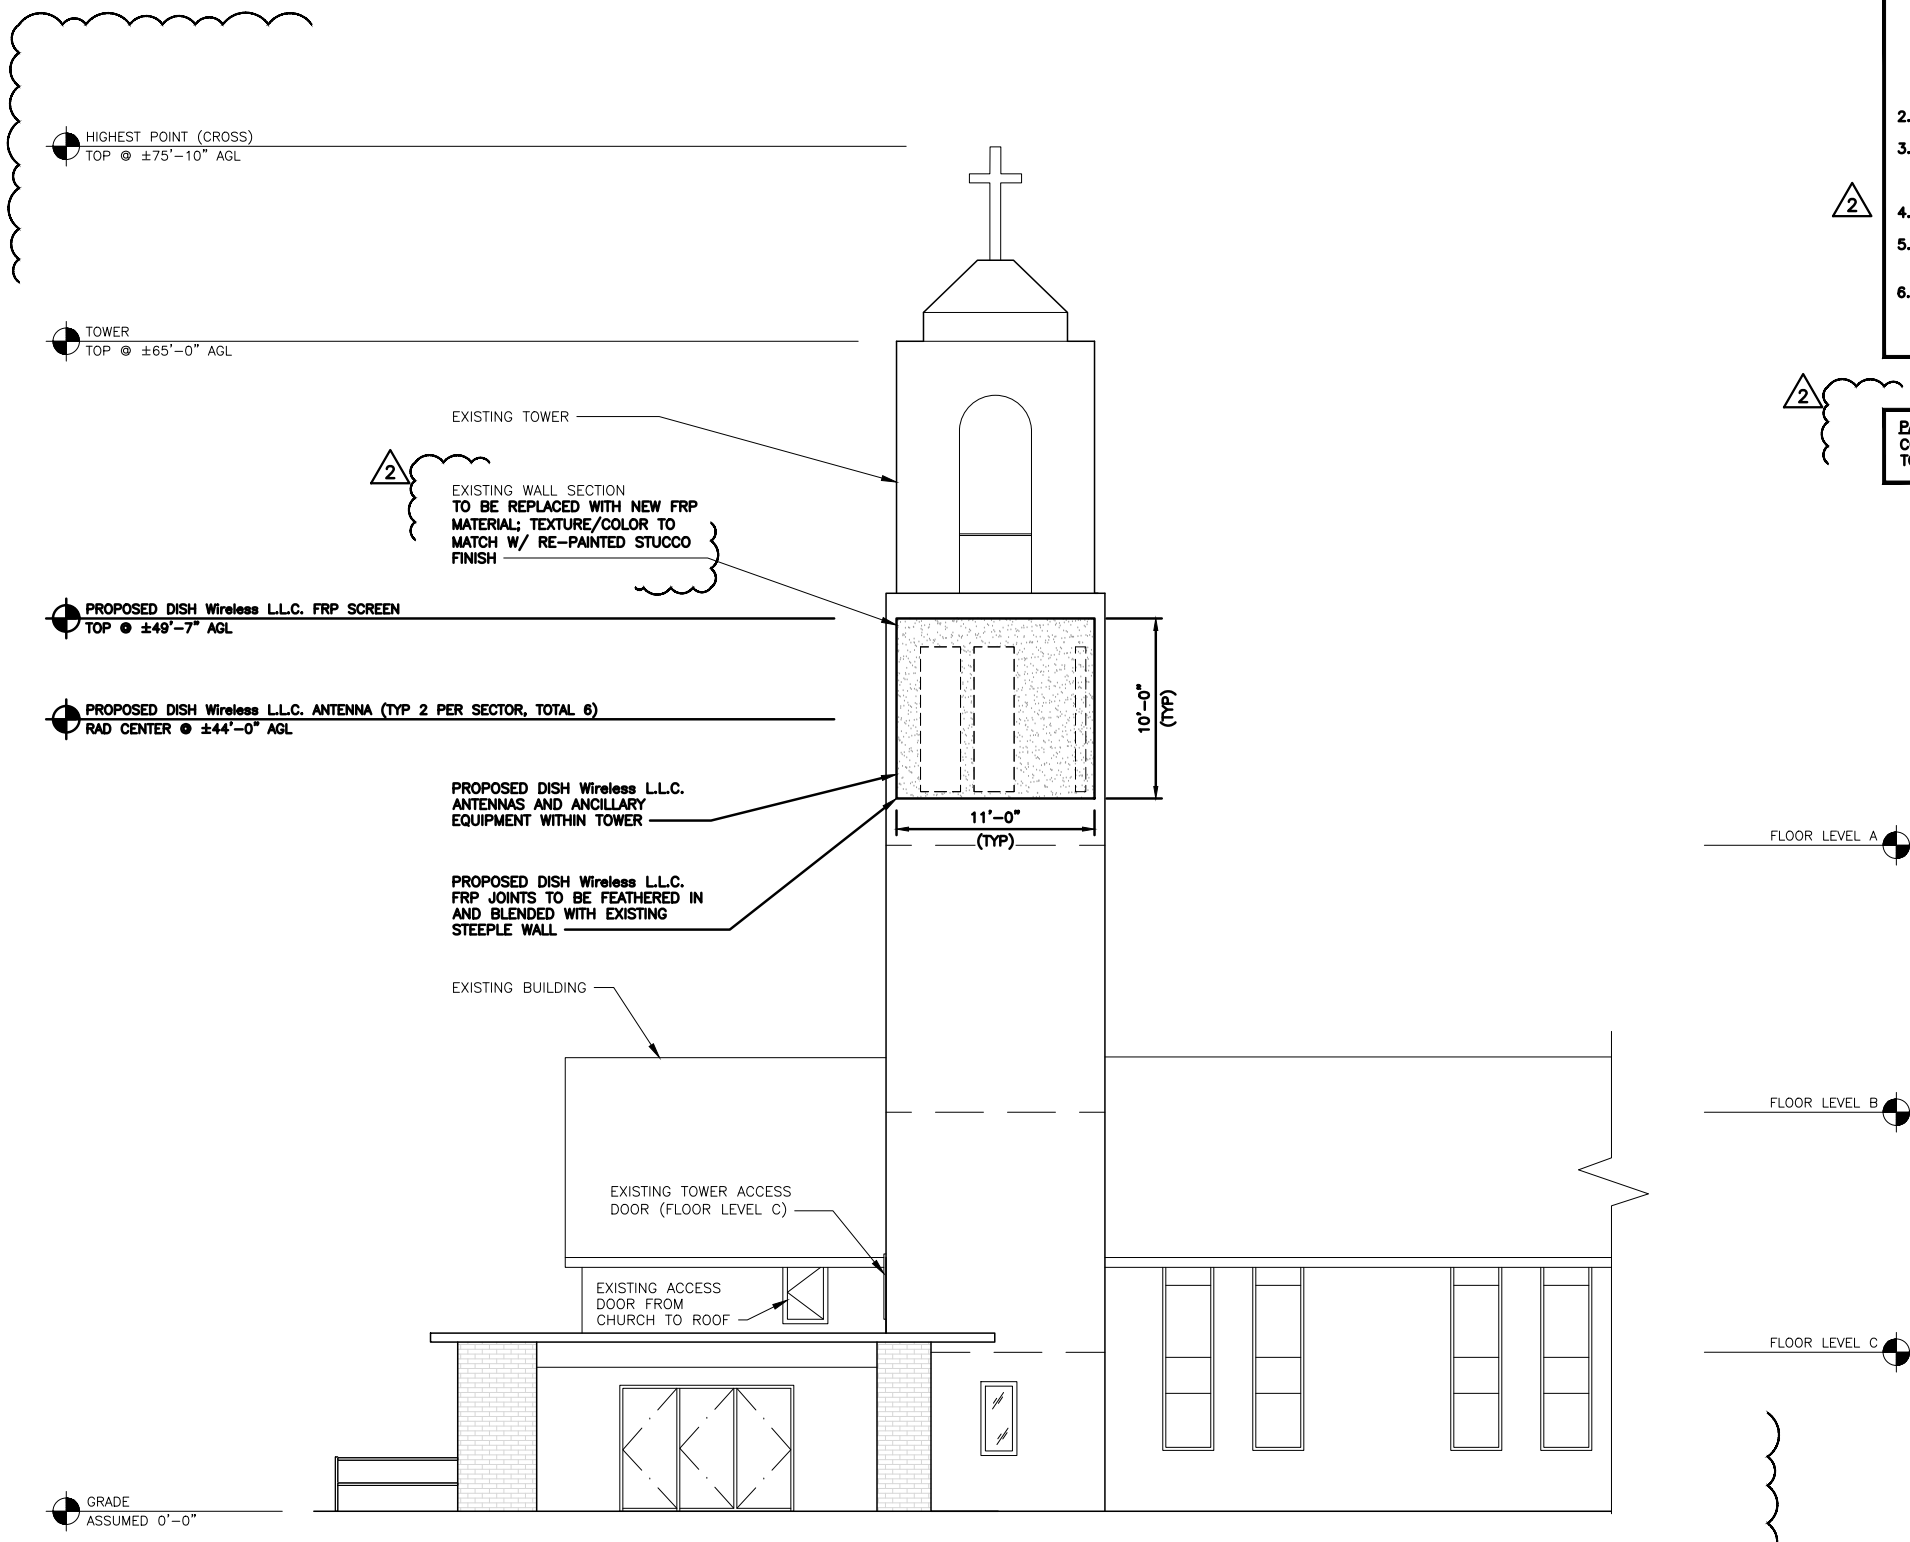 HIGHEST POINT (CROSS)
TOP @ ±75'-10" AGL
2.
3.
2
4.
5.
6.
TOWER
TOP @ ±65'-0" AGL
2
EXISTING TOWER
2
EXISTING WALL SECTION
TO BE REPLACED WITH NEW FRP
MATERIAL; TEXTURE/COLOR TO
MATCH W/ RE-PAINTED STUCCO
FINISH
PROPOSED DISH Wireless L.L.C. FRP SCREEN
TOP @ ±49'-7" AGL
PROPOSED DISH Wireless L.L.C. ANTENNA (TYP 2 PER SECTOR, TOTAL 6)
RAD CENTER @ ±44'-0" AGL
10'-0"
(TYP)
PROPOSED DISH Wireless L.L.C.
ANTENNAS AND ANCILLARY
EQUIPMENT WITHIN TOWER
11'-0"
(TYP)
FLOOR LEVEL A
PROPOSED DISH Wireless L.L.C.
FRP JOINTS TO BE FEATHERED IN
AND BLENDED WITH EXISTING
STEEPLE WALL
EXISTING BUILDING
FLOOR LEVEL B
EXISTING TOWER ACCESS
DOOR (FLOOR LEVEL C)
EXISTING ACCESS
DOOR FROM
CHURCH TO ROOF
FLOOR LEVEL C
GRADE
ASSUMED 0'-0"